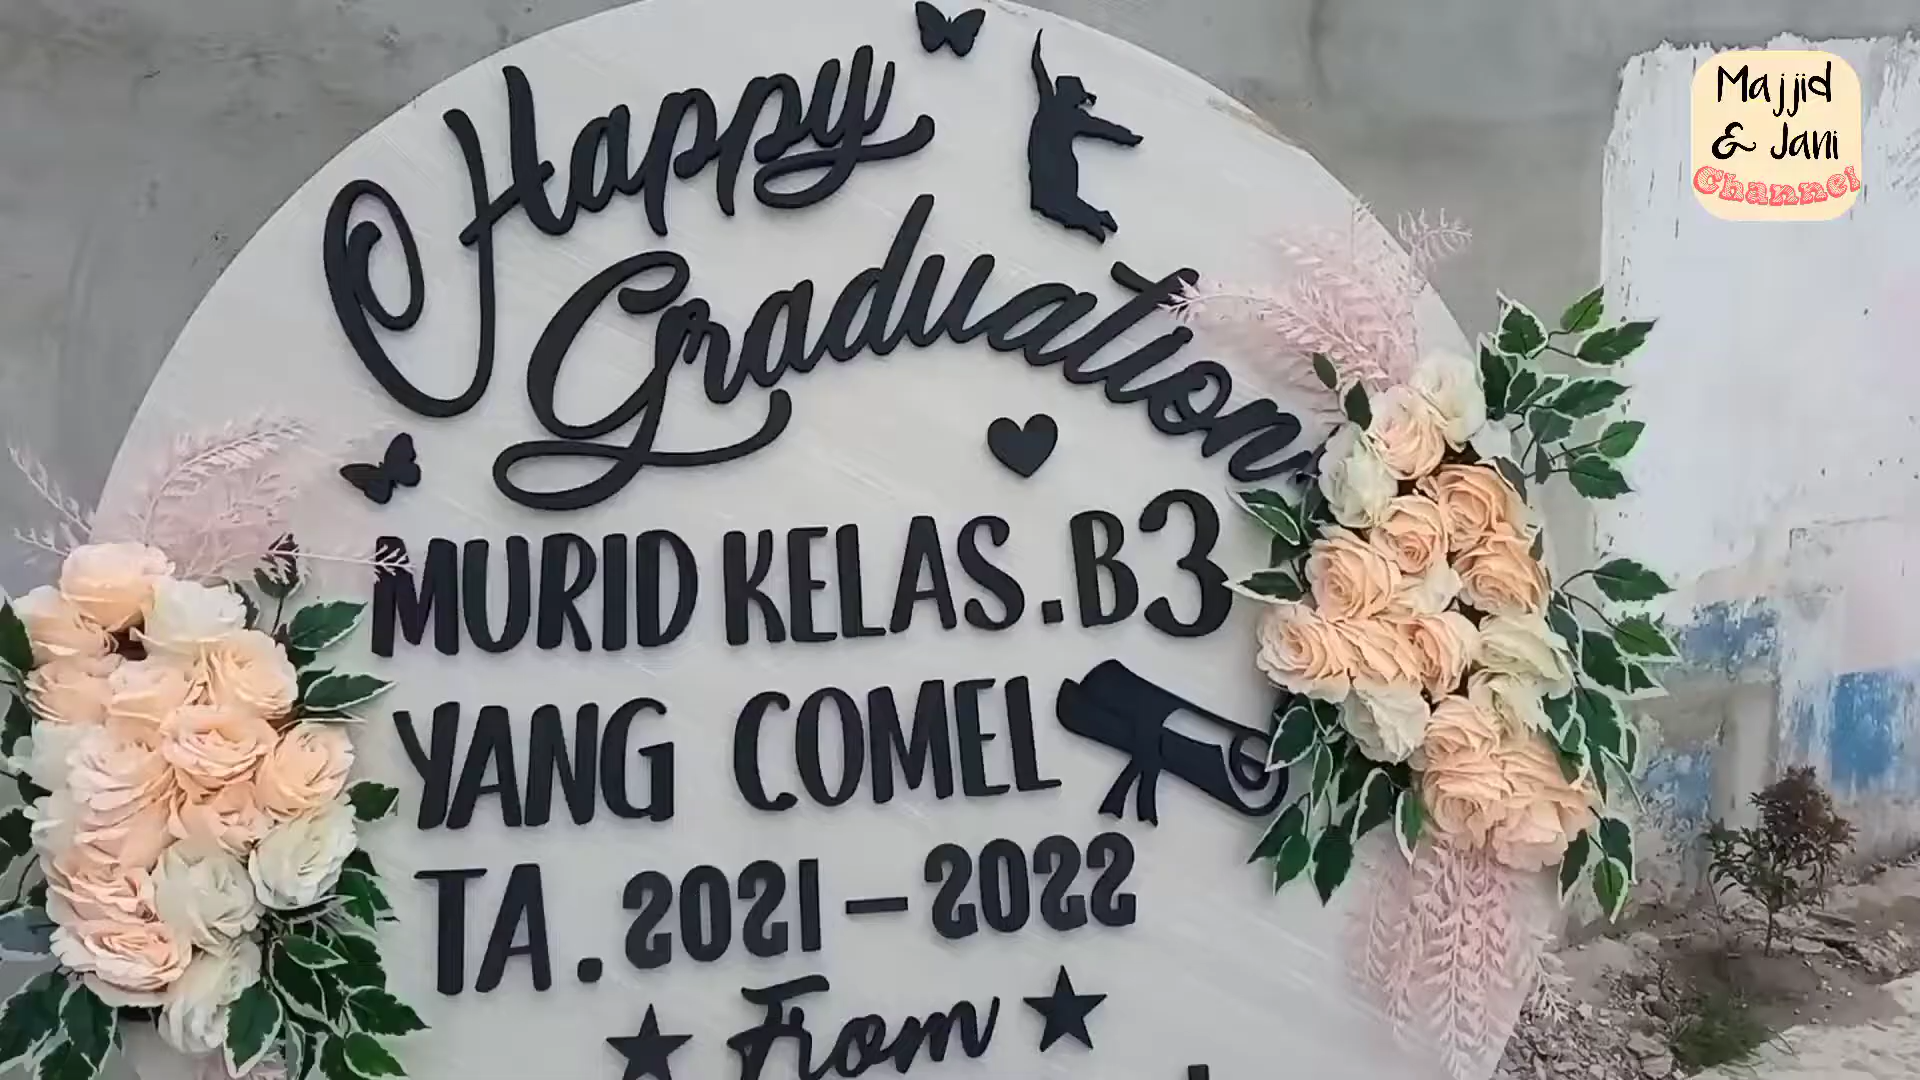 Happy
Graduation
MURID KELAS.B3
YANG COMEL
TA.2021-2022
From
Majjid
& Jani
Channel